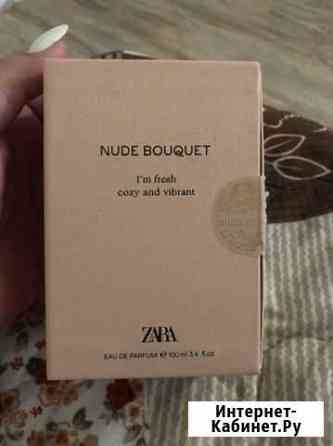 NUDE BOUQUET
I'm fresh
cozy and vibrant
ZARA
EAU DE PARFUM ℮ 100 ml 3.4 fl oz
Интернет-
Кабинет.Ру